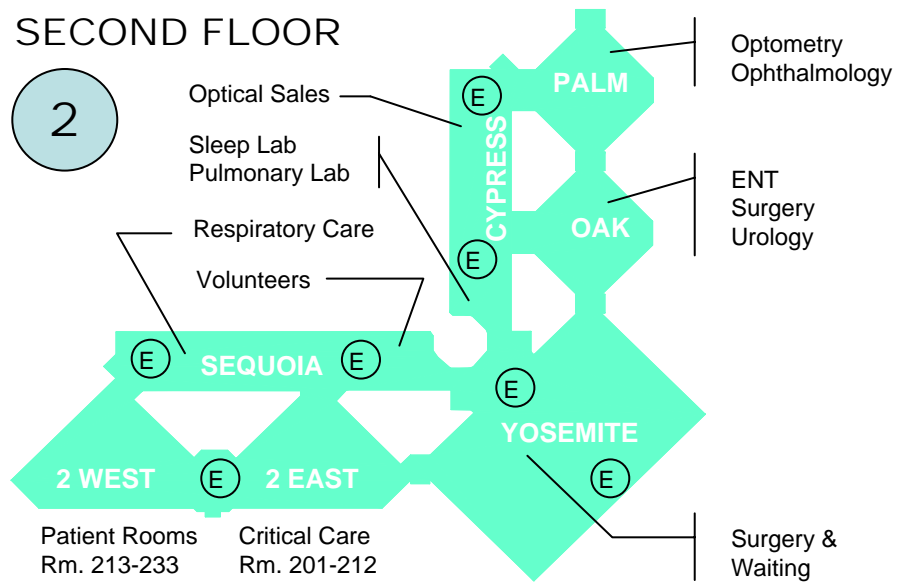 SECOND FLOOR
2
Optical Sales
Sleep Lab
Pulmonary Lab
Respiratory Care
Volunteers
E
CYPRESS
E
PALM
Optometry
Ophthalmology
OAK
ENT
Surgery
Urology
E
SEQUOIA
E
E
YOSEMITE
E
2 WEST
E
2 EAST
Patient Rooms
Rm. 213-233
Critical Care
Rm. 201-212
Surgery &
Waiting